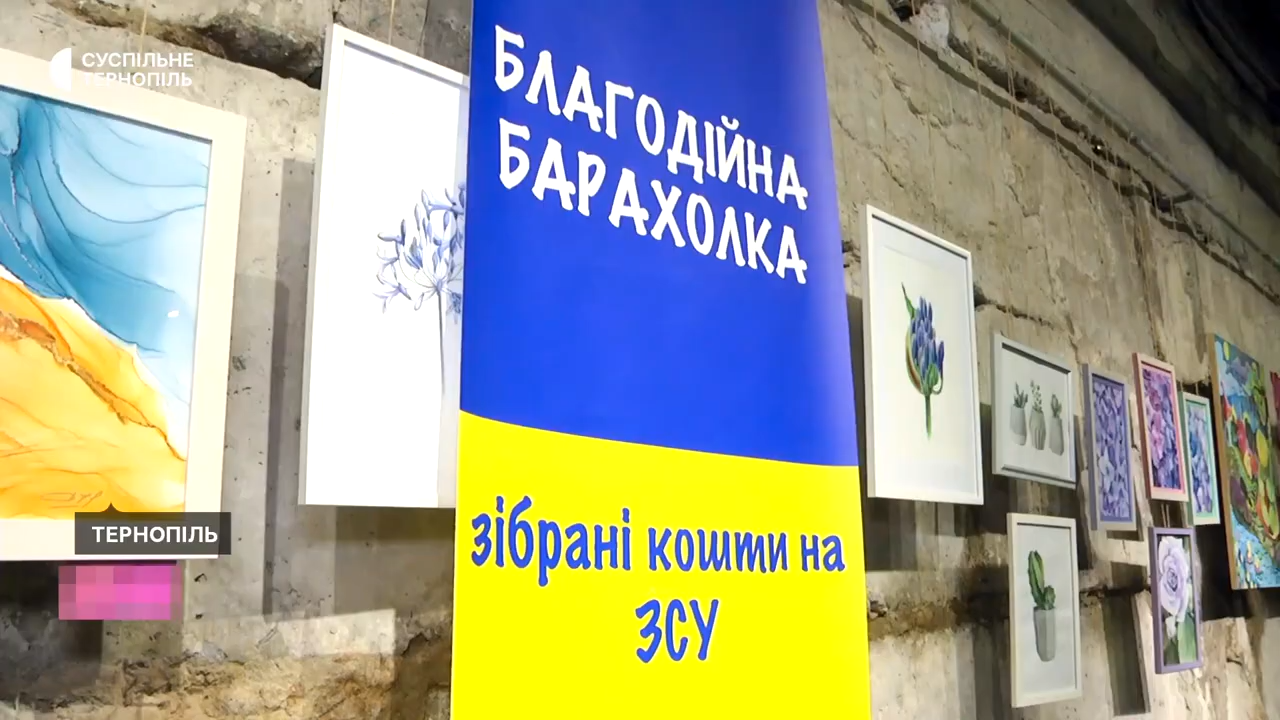 СУСПІЛЬНЕ
ТЕРНОПІЛЬ
БЛАГОДІЙНА
БАРАХОЛКА
зібрані кошти на
ЗСУ
ТЕРНОПІЛЬ